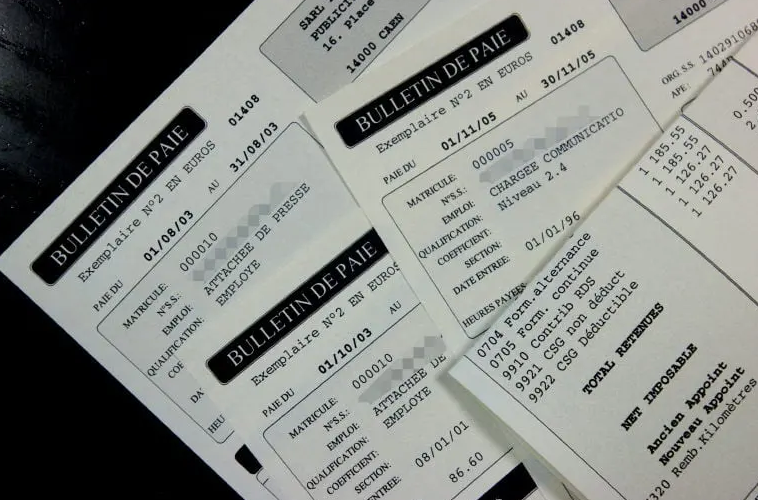 SARL
PUBLICI
16. Place
14000 CAEN
BULLETIN DE PAIE
01408
Exemplaire N°2 EN EUROS
PAIE DU 01/08/03 AU 31/08/03
MATRICULE: 000010
N°S.S.:
EMPLOI: ATTACHEE DE PRESSE
QUALIFICATION: EMPLOYE
BULLETIN DE PAIE
Exemplaire N°2 EN EUROS
PAIE DU 01/10/03 AU
MATRICULE: 000010
N°S.S.:
EMPLOI: ATTACHEE DE
QUALIFICATION: EMPLOYE
COEFFICIENT:
SECTION: 08/01/01
ENTREE: 86.60
14000
BULLETIN DE PAIE
01408
Exemplaire N°2 EN EUROS
PAIE DU 01/11/05 AU 30/11/05
ORG S.S. 140291068
APE: 744B
MATRICULE: 000005
N°S.S.:
EMPLOI: CHARGEE COMMUNICATIO
QUALIFICATION: Niveau 2.4
COEFFICIENT:
SECTION:
DATE ENTREE: 01/01/96
HEURES PAYEES
0.500
1 185.55
1 185.55
1 126.27
1 126.27
0704 Form.alternance
0705 Form. continue
9910 Contrib RDS
9921 CSG non déduct
9922 CSG Déductible
TOTAL RETENUES
NET IMPOSABLE
Ancien Appoint
Nouveau Appoint
220 Remb.Kilomètres